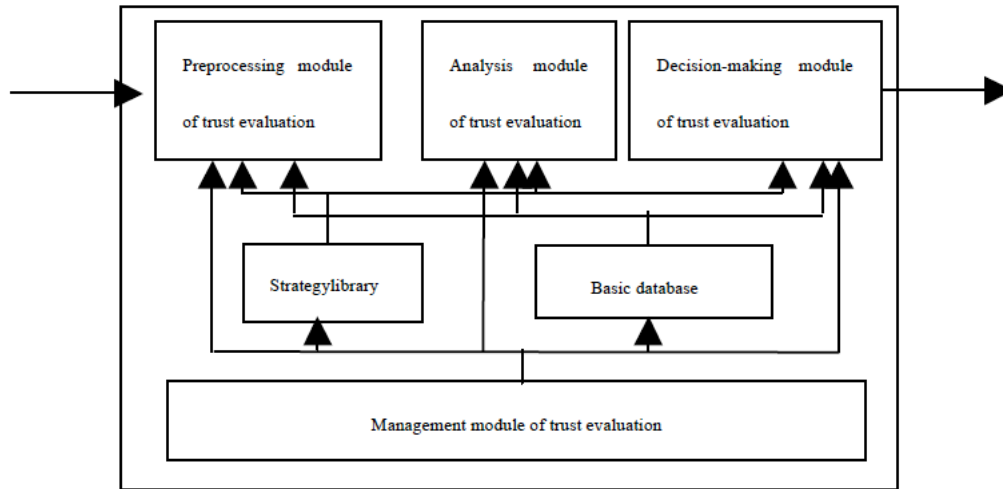 Preprocessing module
of trust evaluation
Analysis module
of trust evaluation
Decision-making module
of trust evaluation
Strategylibrary
Basic database
Management module of trust evaluation